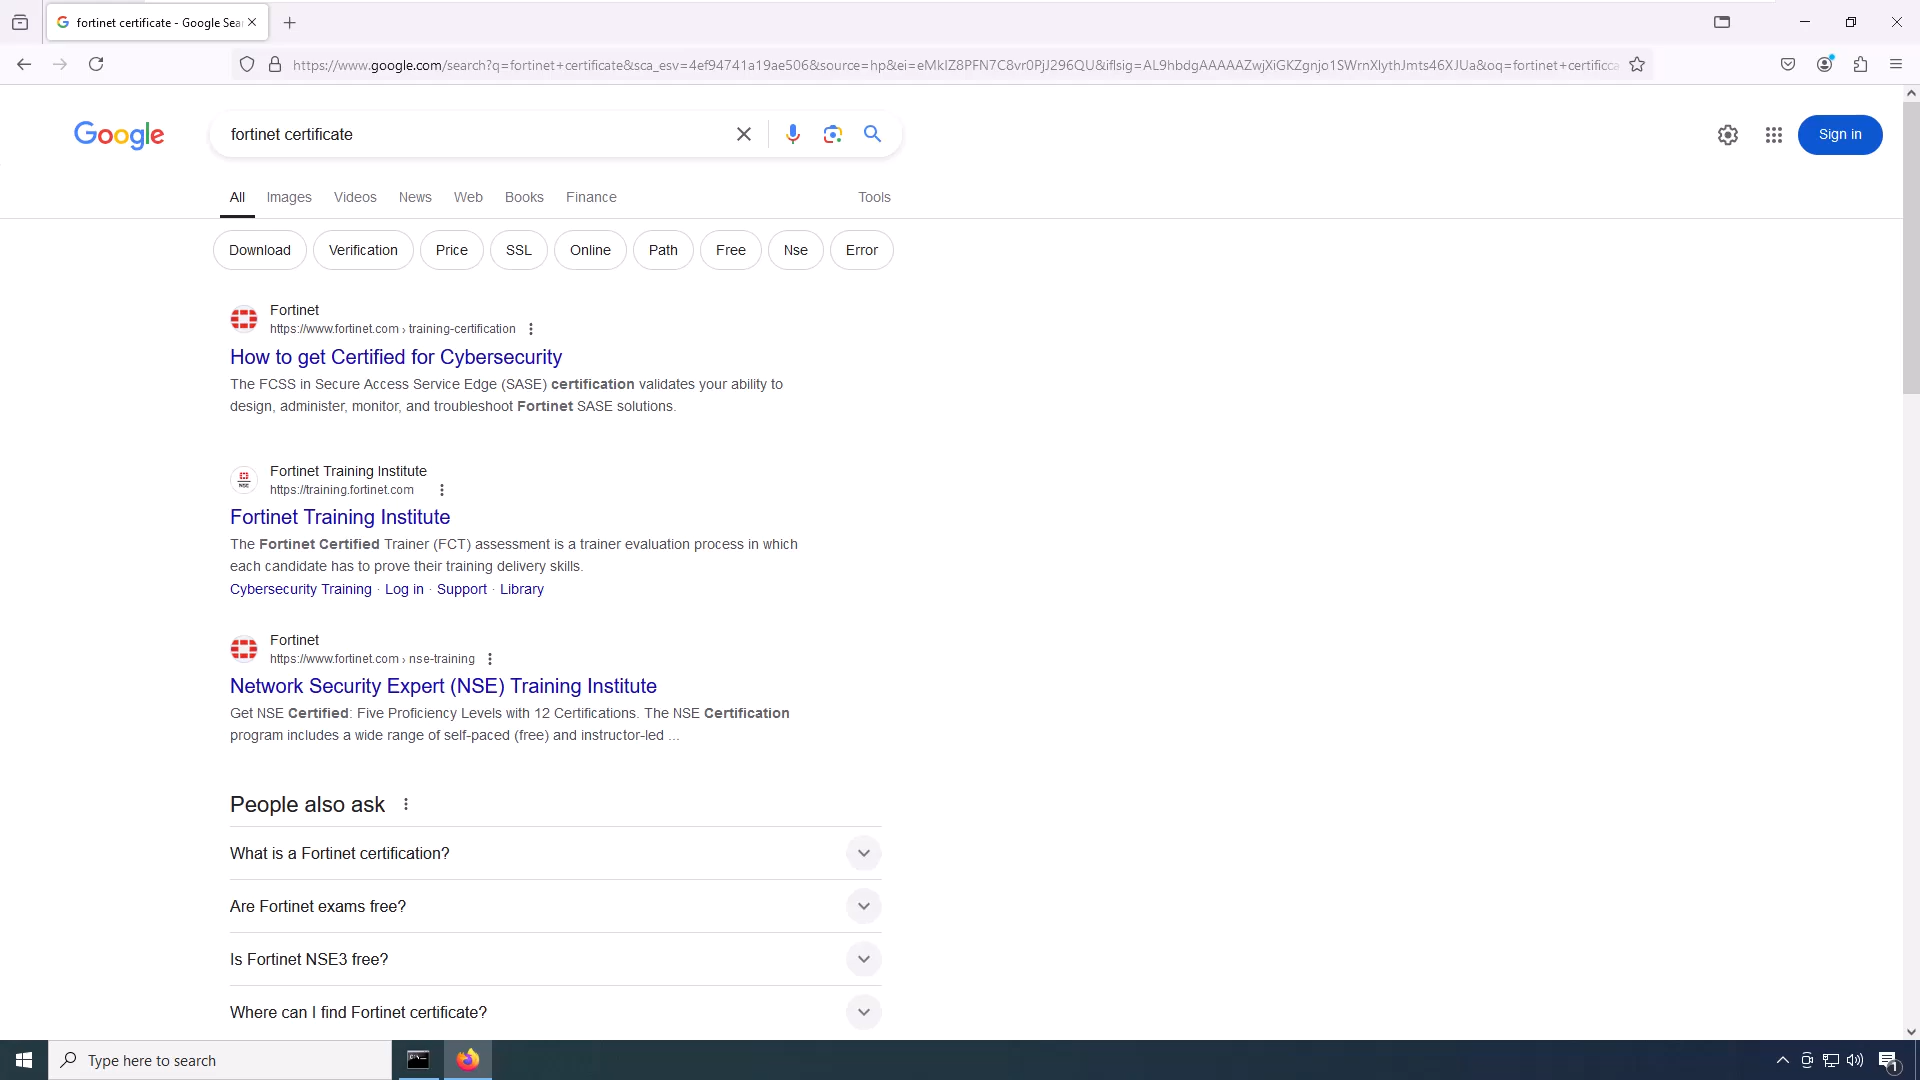 fortinet certificate - Google Sea
https://www.google.com/search?q=fortinet+certificate&sca_esv=4ef94741a19ae506&source=hp&ei=eMkIZ8PFN7C8vr0PjJ296QU&iflsig=AL9hbdgAAAAAZwjXiGKZgnjo1SWrnXIythJmts46XJUa&oq=fortinet+certificca
Google
fortinet certificate
Sign in
All Images Videos News Web Books Finance Tools
Download Verification Price SSL Online Path Free Nse Error
Fortinet
https://www.fortinet.com › training-certification
How to get Certified for Cybersecurity
The FCSS in Secure Access Service Edge (SASE) certification validates your ability to
design, administer, monitor, and troubleshoot Fortinet SASE solutions.
Fortinet Training Institute
https://training.fortinet.com
Fortinet Training Institute
The Fortinet Certified Trainer (FCT) assessment is a trainer evaluation process in which
each candidate has to prove their training delivery skills.
Cybersecurity Training · Log in · Support · Library
Fortinet
https://www.fortinet.com › nse-training
Network Security Expert (NSE) Training Institute
Get NSE Certified: Five Proficiency Levels with 12 Certifications. The NSE Certification
program includes a wide range of self-paced (free) and instructor-led ...
People also ask
What is a Fortinet certification?
Are Fortinet exams free?
Is Fortinet NSE3 free?
Where can I find Fortinet certificate?
Type here to search
1